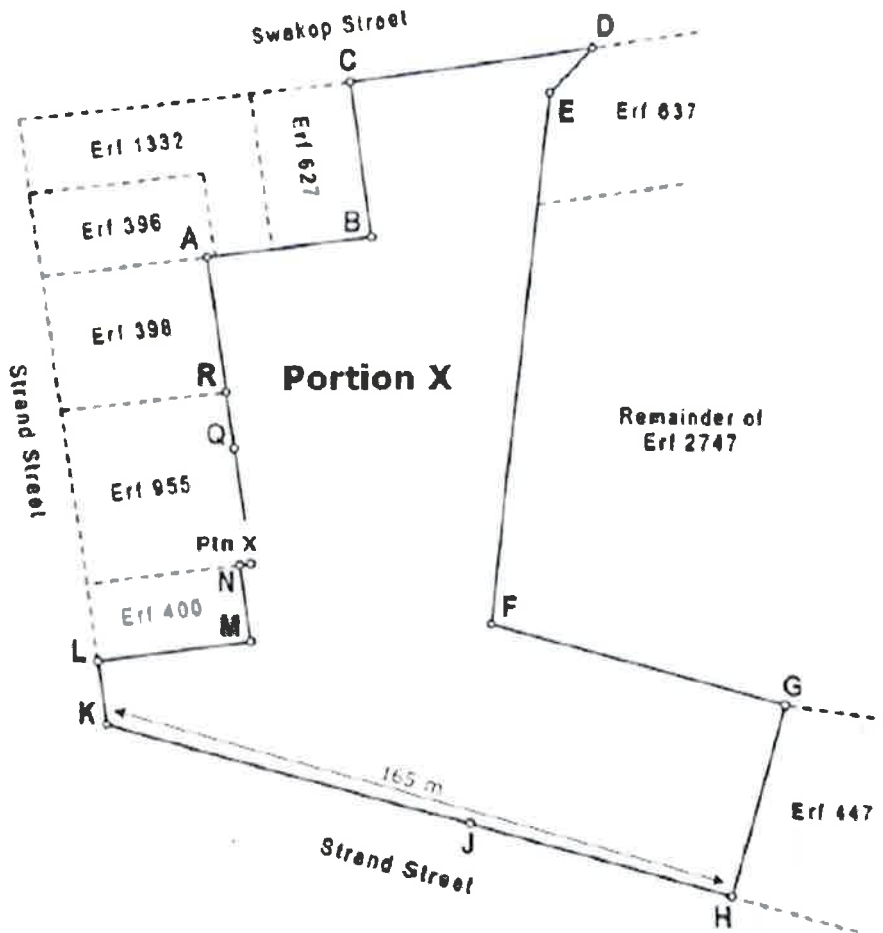 Swakop Street
D
C
E
Erf 637
Erf 1332
Erf 627
Erf 396
A
B
Erf 398
R
Portion X
Strand Street
Q
Remainder of
Erf 2747
Erf 955
Ptn X
N
Erf 400
M
F
L
G
K
165 m
Erf 447
J
Strand Street
H